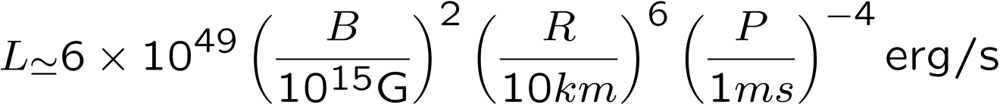 L≃6 × 10^49 (B/10^15G)^2 (R/10km)^6 (P/1ms)^−4 erg/s